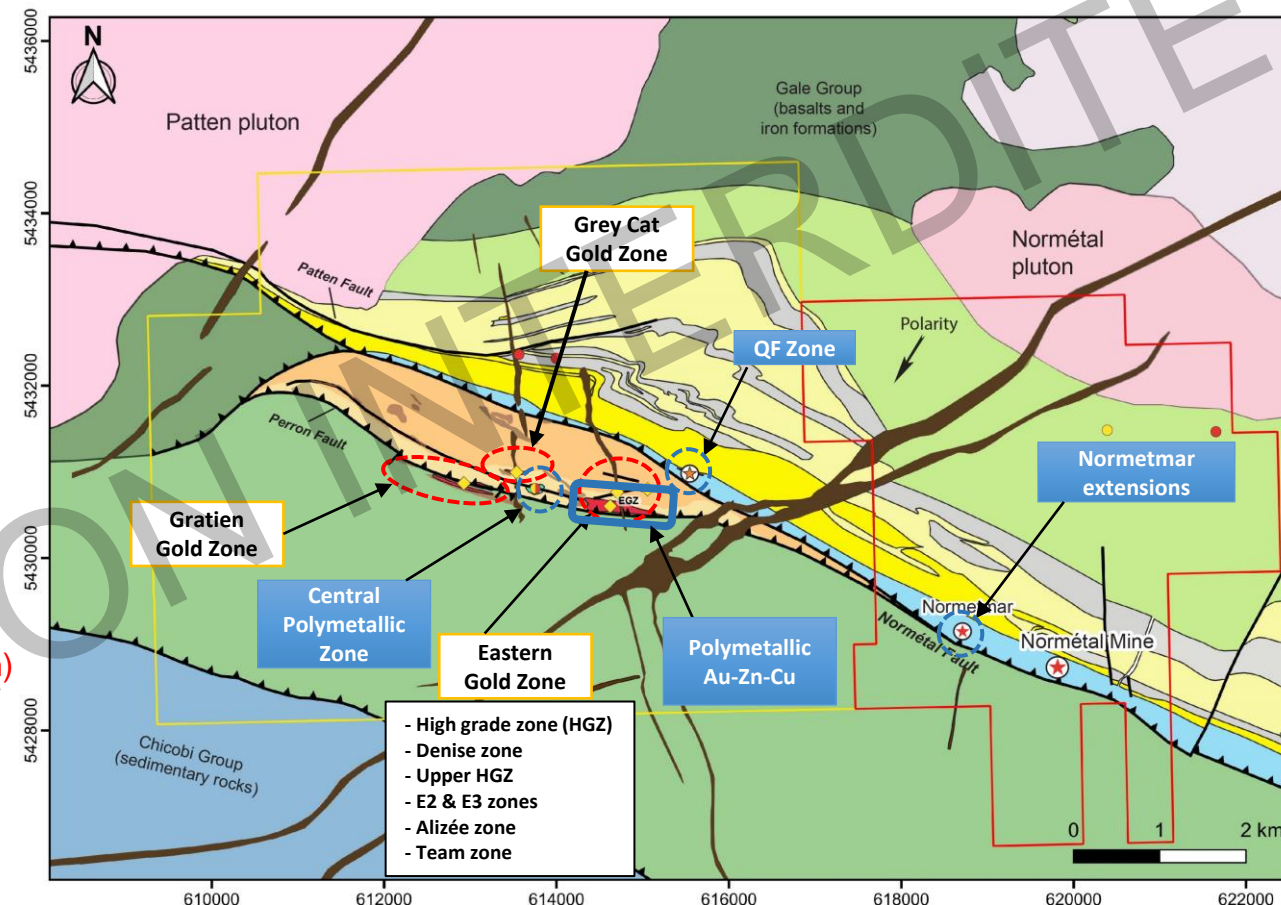 N
Patten pluton
Gale Group
(basalts and
iron formations)
Grey Cat
Gold Zone
Normétal
pluton
Patten Fault
Polarity
QF Zone
Perron Fault
Normetmar
extensions
EGZ
Gratien
Gold Zone
Central
Polymetallic
Zone
Eastern
Gold Zone
Polymetallic
Au-Zn-Cu
Normetmar
Normétal Mine
Normétal Fault
- High grade zone (HGZ)
- Denise zone
- Upper HGZ
- E2 & E3 zones
- Alizée zone
- Team zone
Chicobi Group
(sedimentary rocks)
0 1 2 km
5436000
5434000
5432000
5430000
5428000
610000 612000 614000 616000 618000 620000 622000
ON INTERDITE